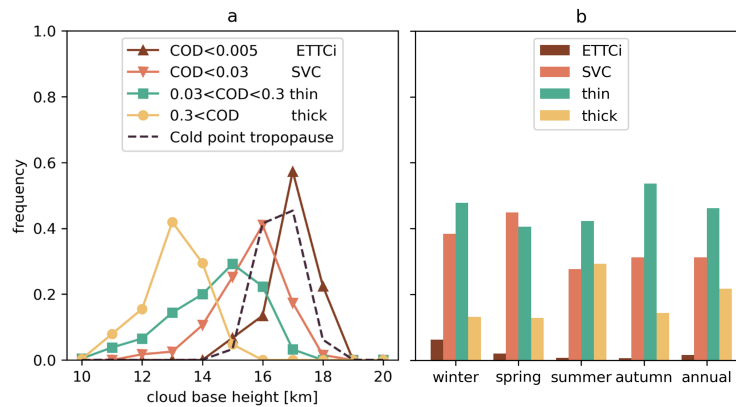 a
b
1.0
0.8
0.6
0.4
0.2
0.0
frequency
COD<0.005 ETTCi
COD<0.03 SVC
0.03<COD<0.3 thin
0.3<COD thick
Cold point tropopause
10 12 14 16 18 20
cloud base height [km]
ETTCi
SVC
thin
thick
winter spring summer autumn annual